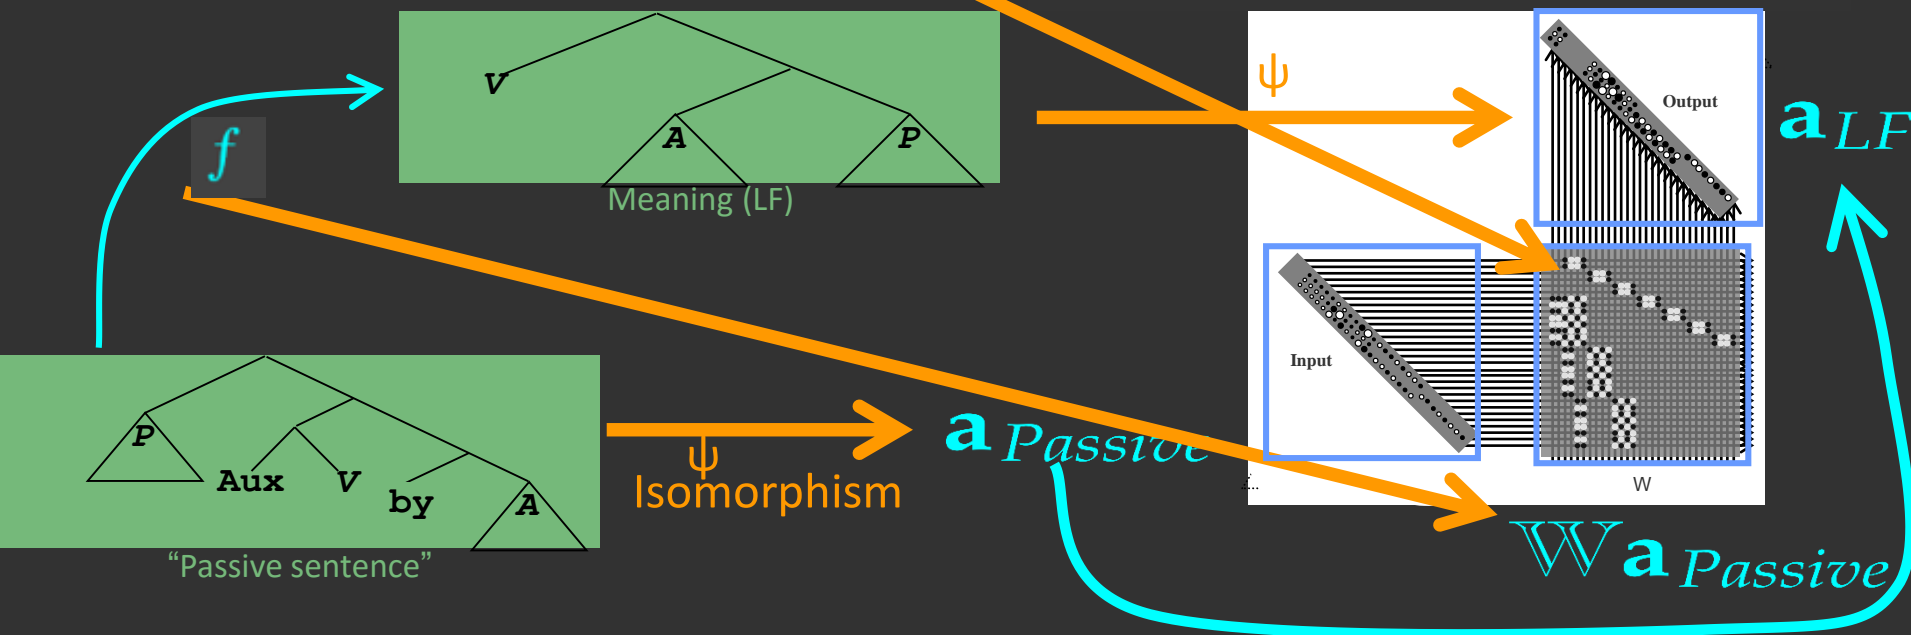 V
A
P
Meaning (LF)
f
ψ
Output
a LF
Input
W
P
Aux
V
by
A
“Passive sentence”
ψ
Isomorphism
a Passive
𝕎 a Passive